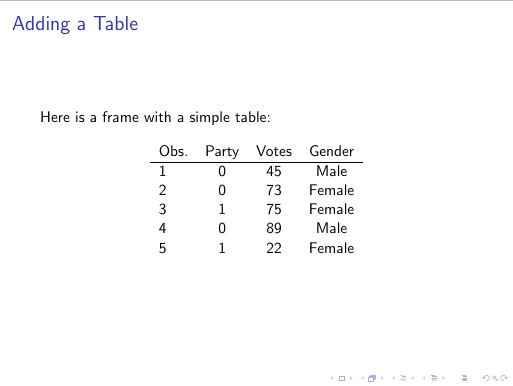 Adding a Table
Here is a frame with a simple table:
Obs. Party Votes Gender
1 0 45 Male
2 0 73 Female
3 1 75 Female
4 0 89 Male
5 1 22 Female